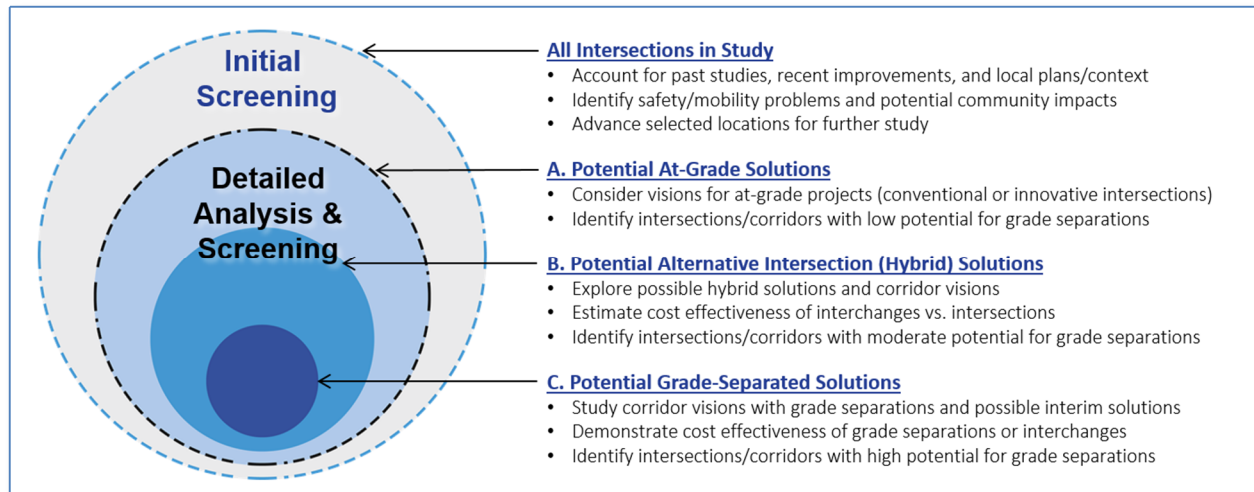 Initial
Screening
Detailed
Analysis &
Screening
All Intersections in Study
• Account for past studies, recent improvements, and local plans/context
• Identify safety/mobility problems and potential community impacts
• Advance selected locations for further study
A. Potential At-Grade Solutions
• Consider visions for at-grade projects (conventional or innovative intersections)
• Identify intersections/corridors with low potential for grade separations
B. Potential Alternative Intersection (Hybrid) Solutions
• Explore possible hybrid solutions and corridor visions
• Estimate cost effectiveness of interchanges vs. intersections
• Identify intersections/corridors with moderate potential for grade separations
C. Potential Grade-Separated Solutions
• Study corridor visions with grade separations and possible interim solutions
• Demonstrate cost effectiveness of grade separations or interchanges
• Identify intersections/corridors with high potential for grade separations